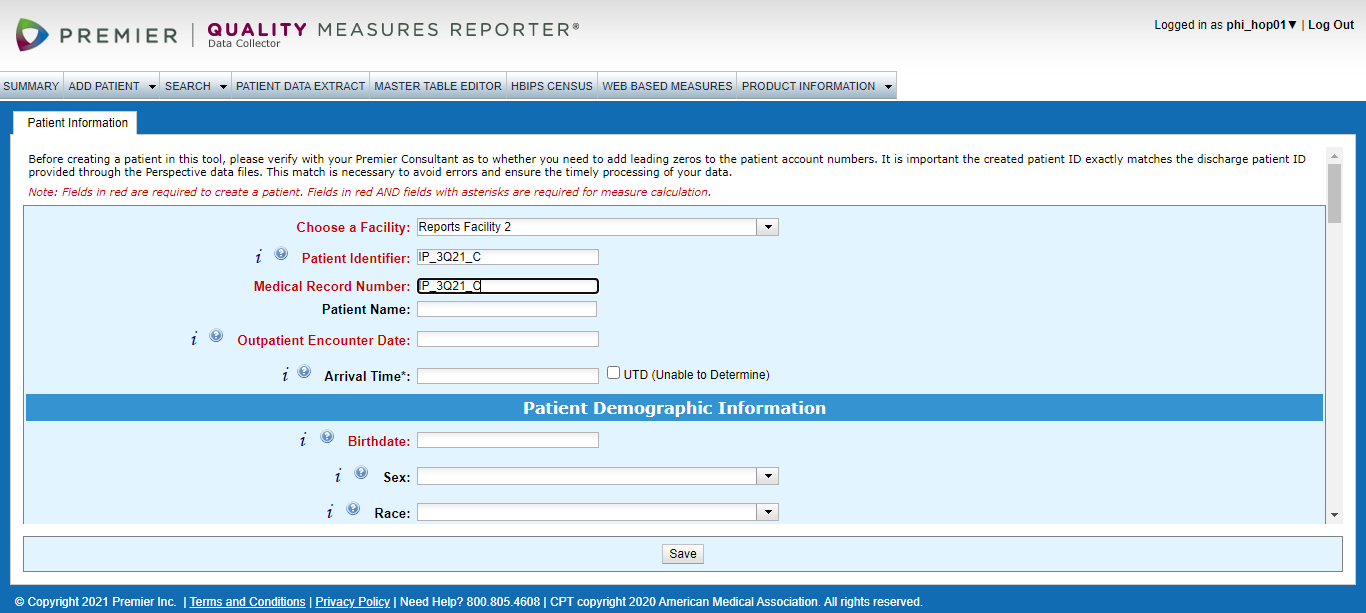 PREMIER | QUALITY MEASURES REPORTER®
Data Collector
Logged in as phi_hop01▼ | Log Out
SUMMARY ADD PATIENT SEARCH PATIENT DATA EXTRACT MASTER TABLE EDITOR HBIPS CENSUS WEB BASED MEASURES PRODUCT INFORMATION
Patient Information
Before creating a patient in this tool, please verify with your Premier Consultant as to whether you need to add leading zeros to the patient account numbers. It is important the created patient ID exactly matches the discharge patient ID
provided through the Perspective data files. This match is necessary to avoid errors and ensure the timely processing of your data.
Note: Fields in red are required to create a patient. Fields in red AND fields with asterisks are required for measure calculation.
Choose a Facility: Reports Facility 2
i ? Patient Identifier: IP_3Q21_C
Medical Record Number: IP_3Q21_C
Patient Name:
i ? Outpatient Encounter Date:
i ? Arrival Time*: UTD (Unable to Determine)
Patient Demographic Information
i ? Birthdate:
i ? Sex:
i ? Race:
Save
© Copyright 2021 Premier Inc. | Terms and Conditions | Privacy Policy | Need Help? 800.805.4608 | CPT copyright 2020 American Medical Association. All rights reserved.